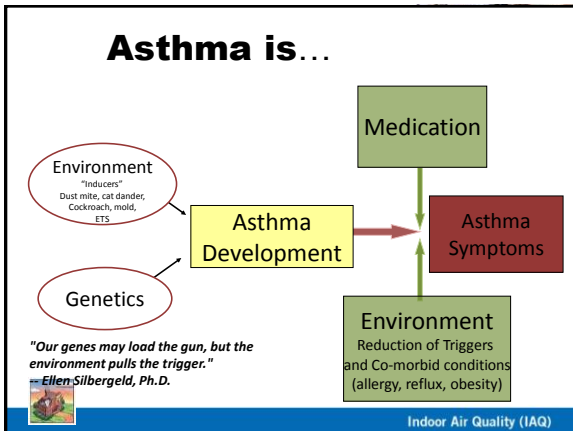 Asthma is…
Medication
Environment
“Inducers”
Dust mite, cat dander,
Cockroach, mold,
ETS
Asthma
Development
Asthma
Symptoms
Genetics
Environment
Reduction of Triggers
and Co-morbid conditions
(allergy, reflux, obesity)
"Our genes may load the gun, but the
environment pulls the trigger."
-- Ellen Silbergeld, Ph.D.
Indoor Air Quality (IAQ)